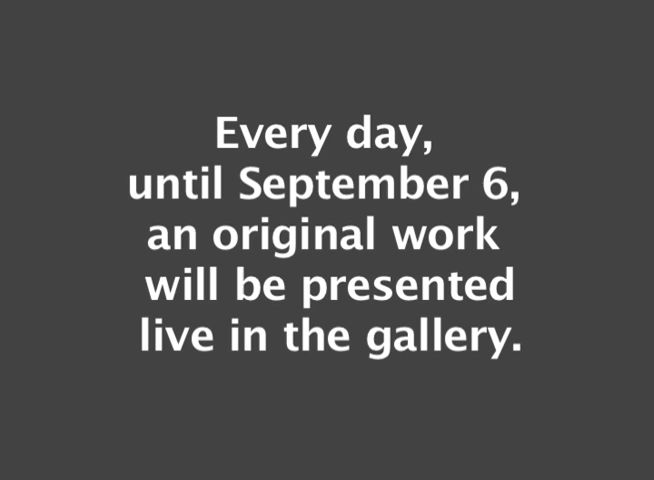 Every day,
until September 6,
an original work
will be presented
live in the gallery.